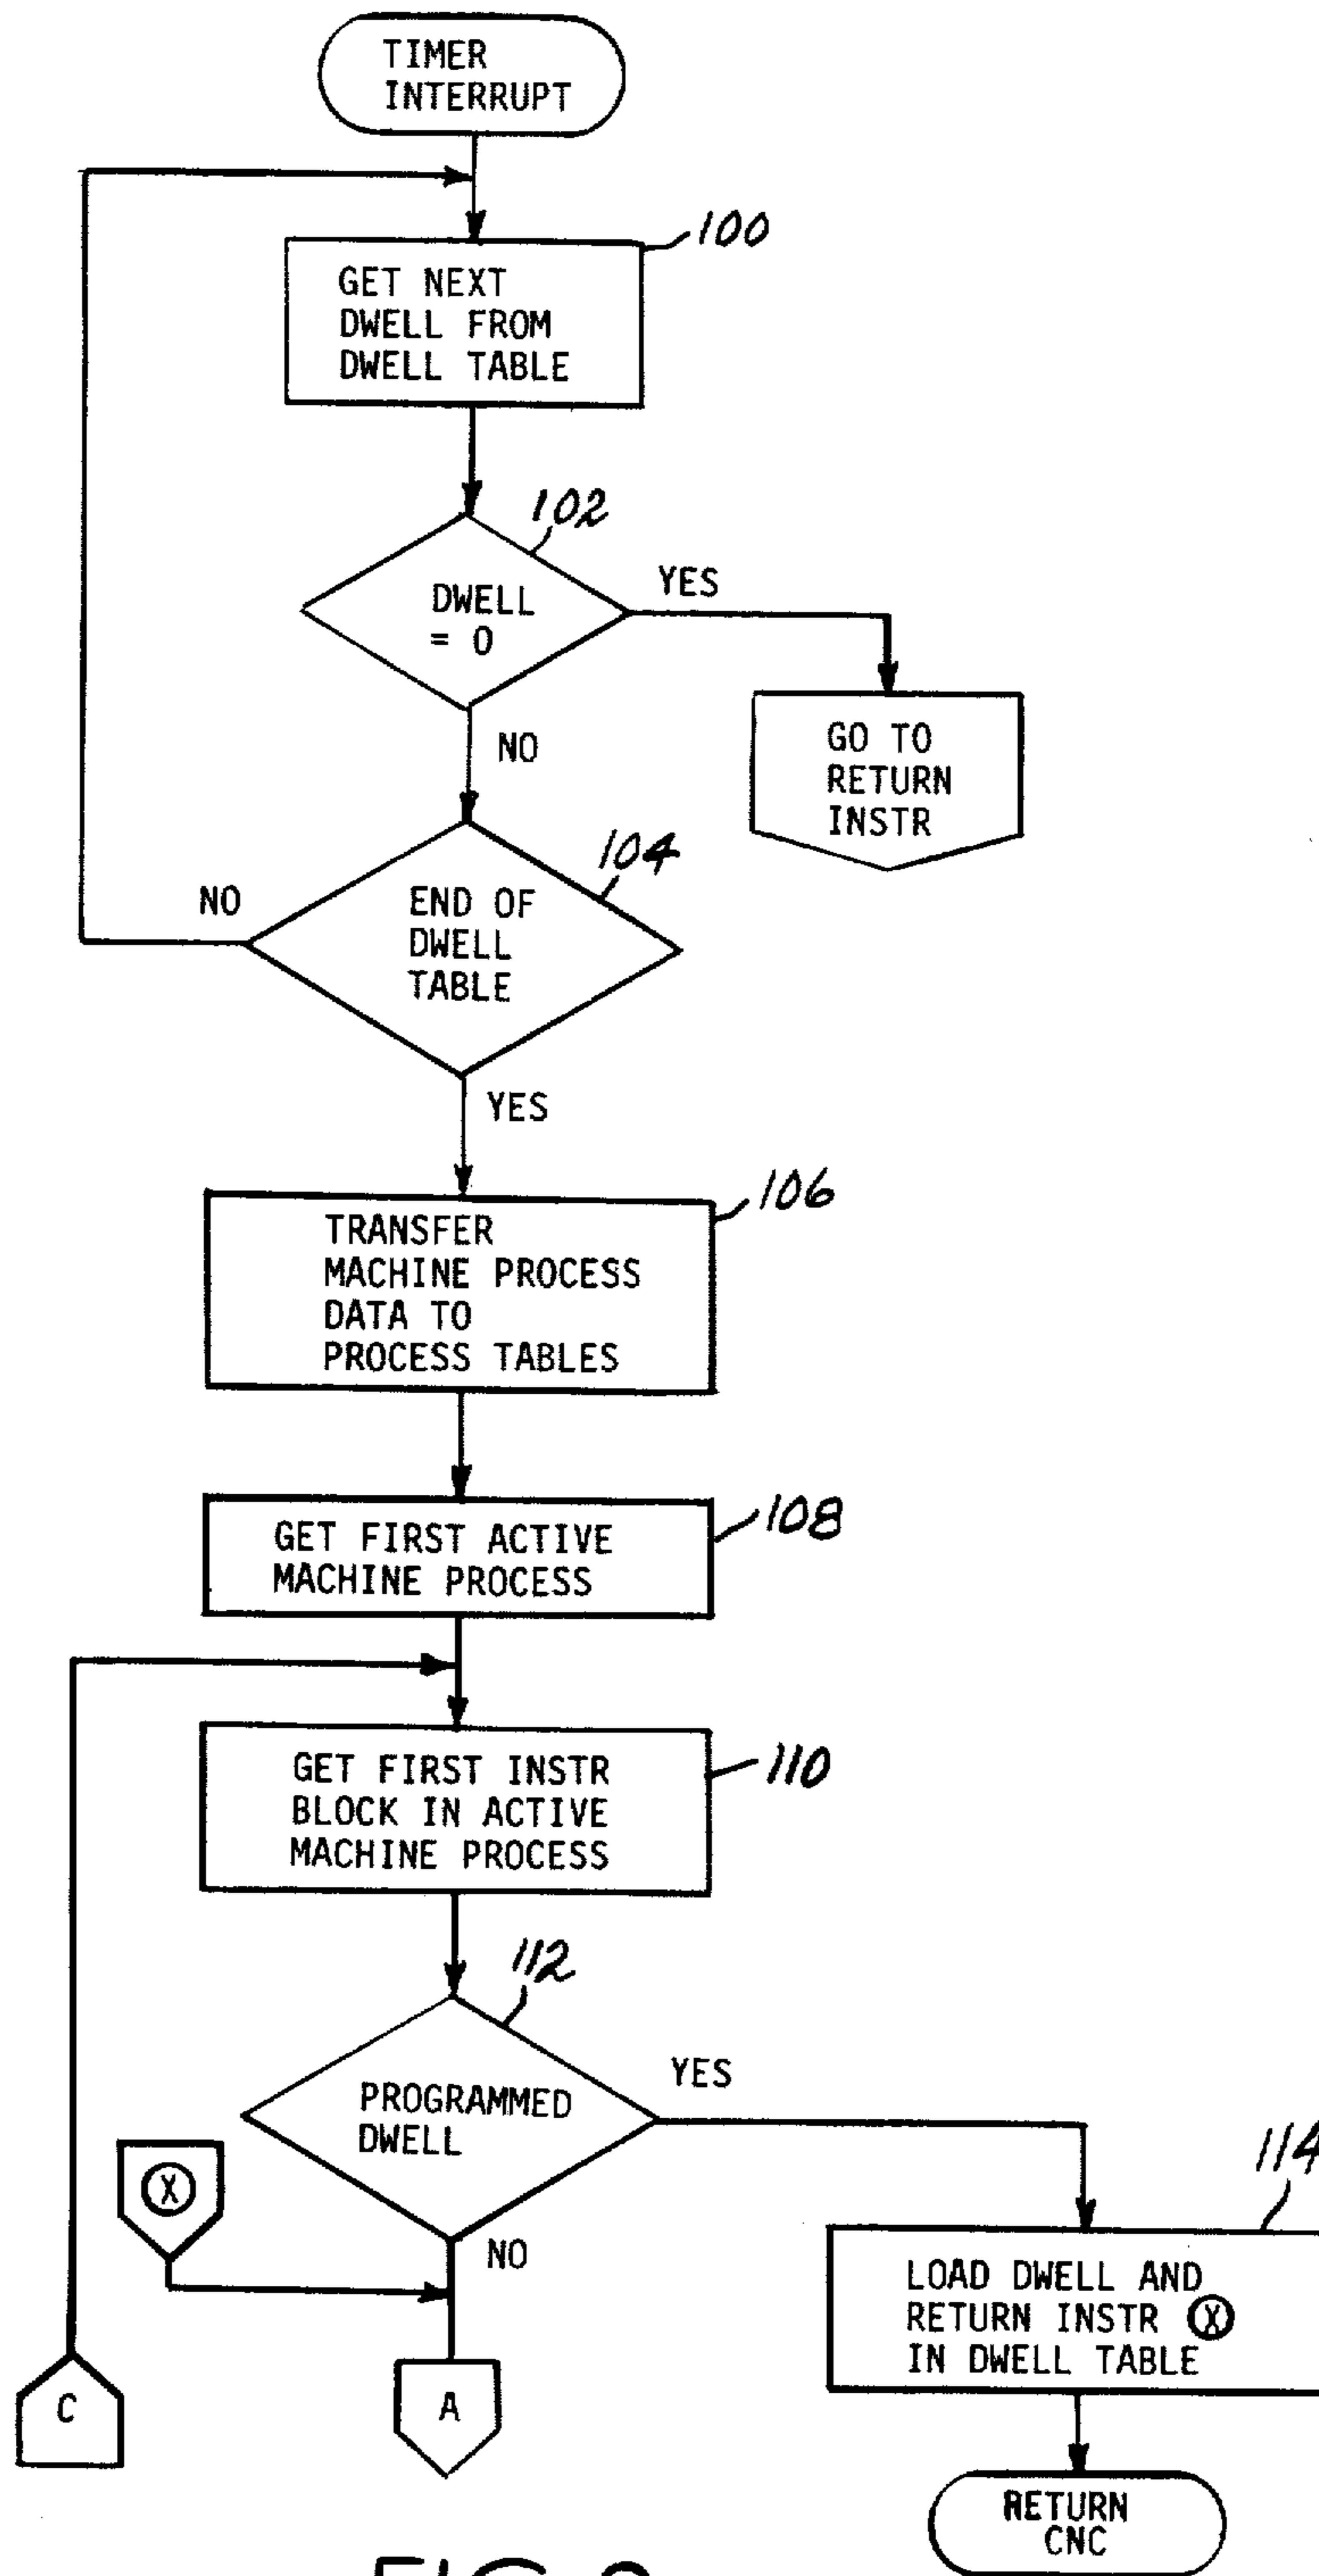 TIMER
INTERRUPT
100
GET NEXT
DWELL FROM
DWELL TABLE
102
DWELL
= 0
YES
NO
GO TO
RETURN
INSTR
104
NO
END OF
DWELL
TABLE
YES
106
TRANSFER
MACHINE PROCESS
DATA TO
PROCESS TABLES
108
GET FIRST ACTIVE
MACHINE PROCESS
110
GET FIRST INSTR
BLOCK IN ACTIVE
MACHINE PROCESS
112
PROGRAMMED
DWELL
YES
X
NO
114
LOAD DWELL AND
RETURN INSTR X
IN DWELL TABLE
C
A
RETURN
CNC